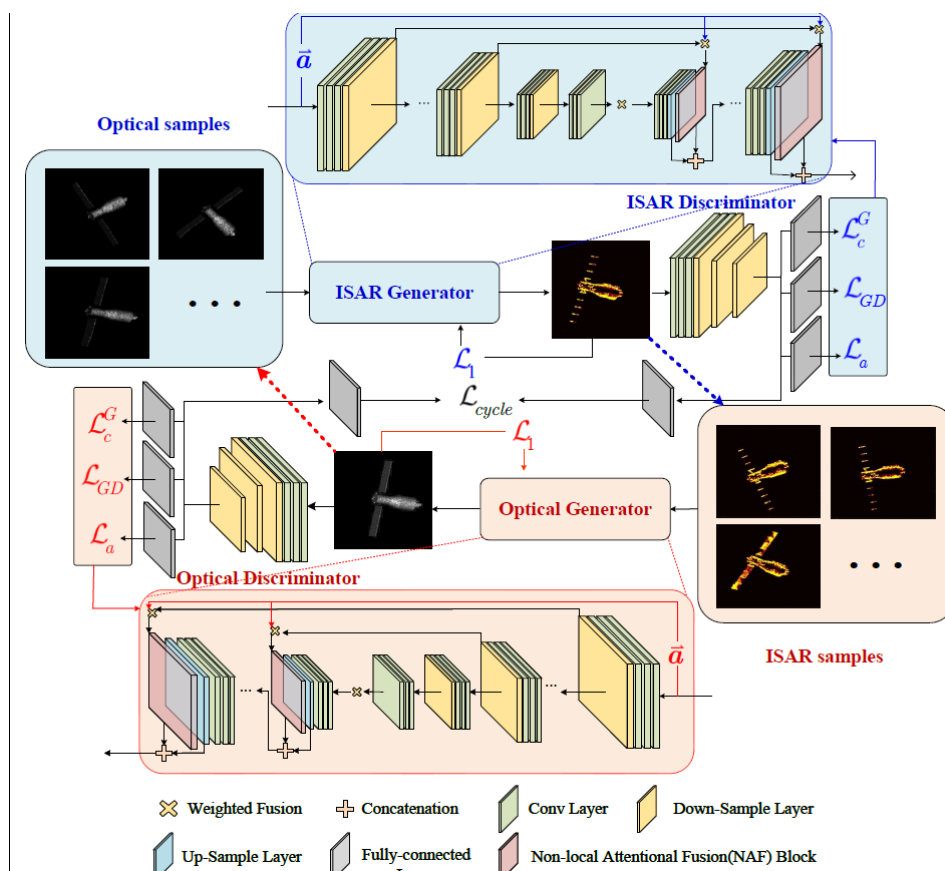 a⃗
...
...
Optical samples
ISAR Discriminator
• • •
ISAR Generator
ℒ_c^G
ℒ_GD
ℒ_a
ℒ_1
ℒ_cycle
ℒ_1
ℒ_c^G
ℒ_GD
ℒ_a
Optical Generator
• • •
Optical Discriminator
ISAR samples
a⃗
...
...
Weighted Fusion
Concatenation
Conv Layer
Down-Sample Layer
Up-Sample Layer
Fully-connected
Non-local Attentional Fusion(NAF) Block